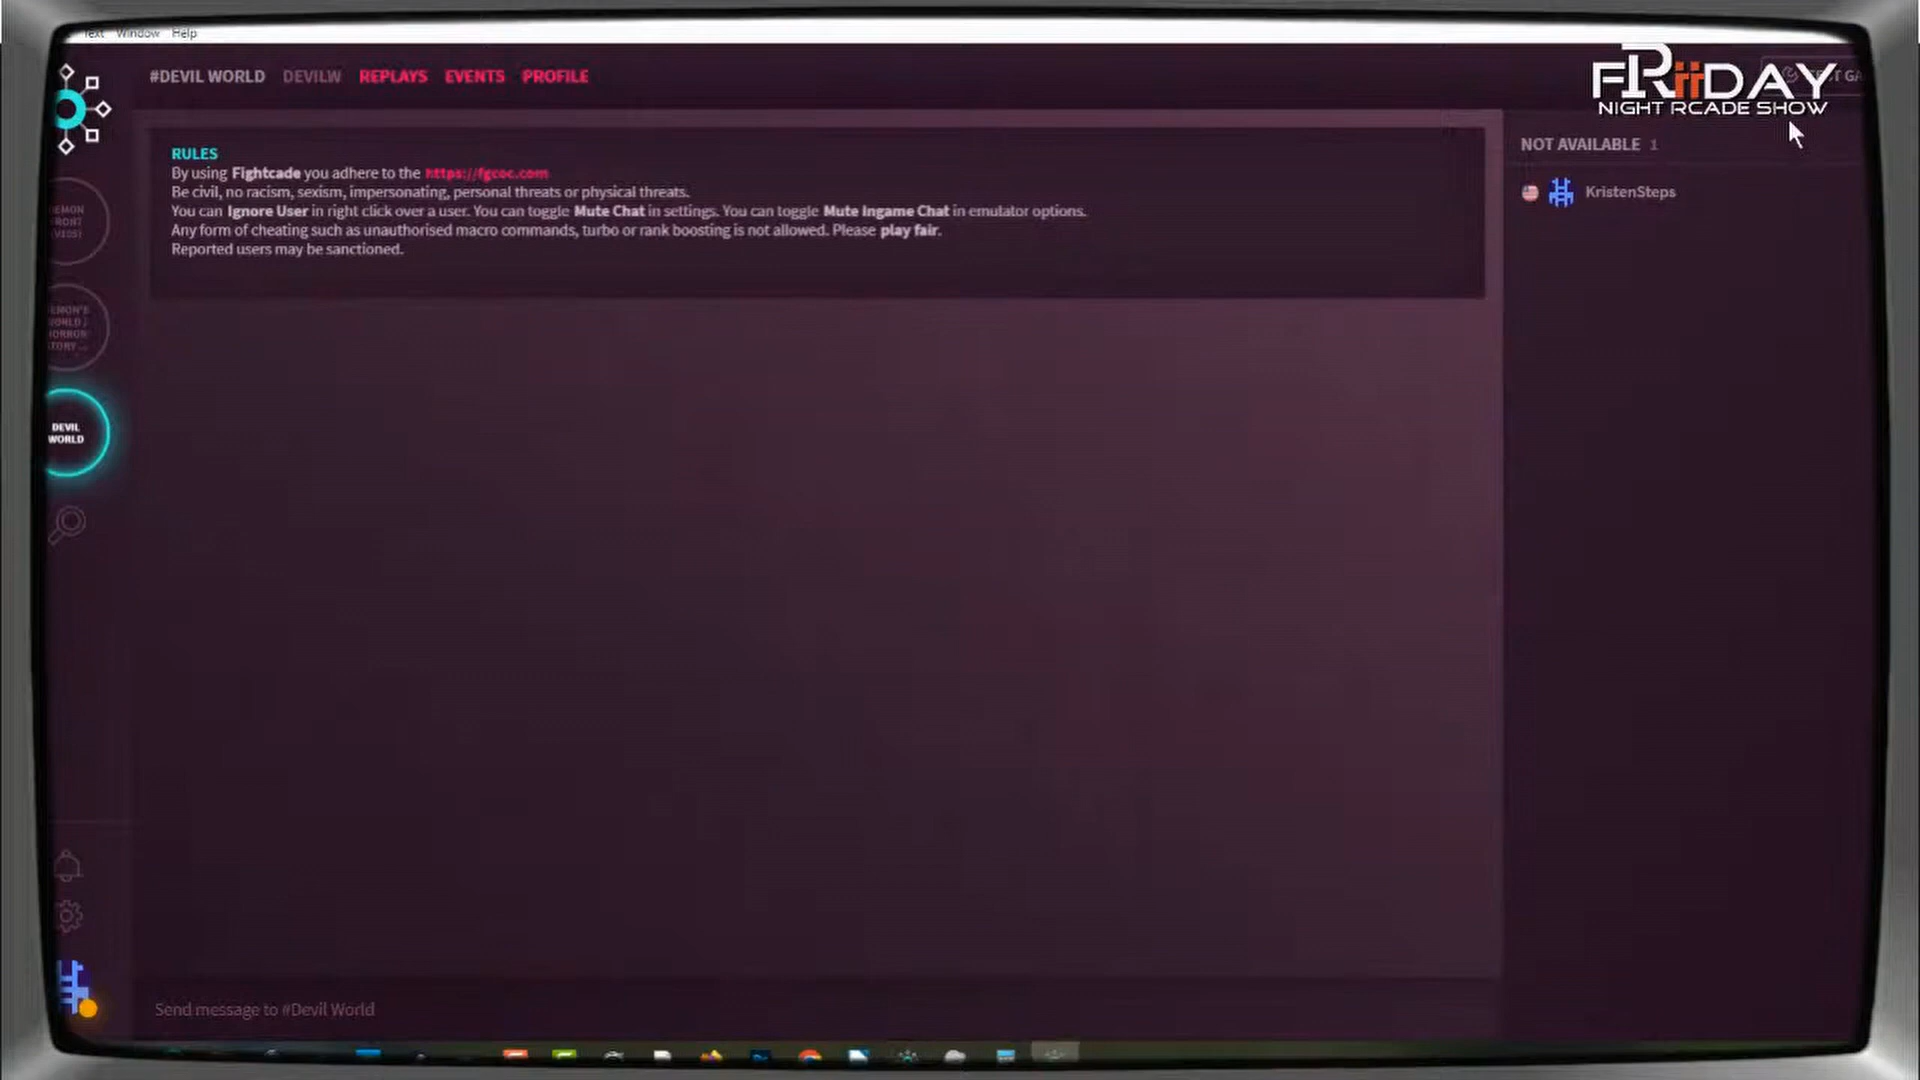 Text Window Help
#DEVIL WORLD DEVILW REPLAYS EVENTS PROFILE
FRiiDAY
NIGHT RCADE SHOW
NOT AVAILABLE 1
KristenSteps
RULES
By using Fightcade you adhere to the https://fgcoc.com
Be civil, no racism, sexism, impersonating, personal threats or physical threats.
You can Ignore User in right click over a user. You can toggle Mute Chat in settings. You can toggle Mute Ingame Chat in emulator options.
Any form of cheating such as unauthorised macro commands, turbo or rank boosting is not allowed. Please play fair.
Reported users may be sanctioned.
DEVIL
WORLD
Send message to #Devil World